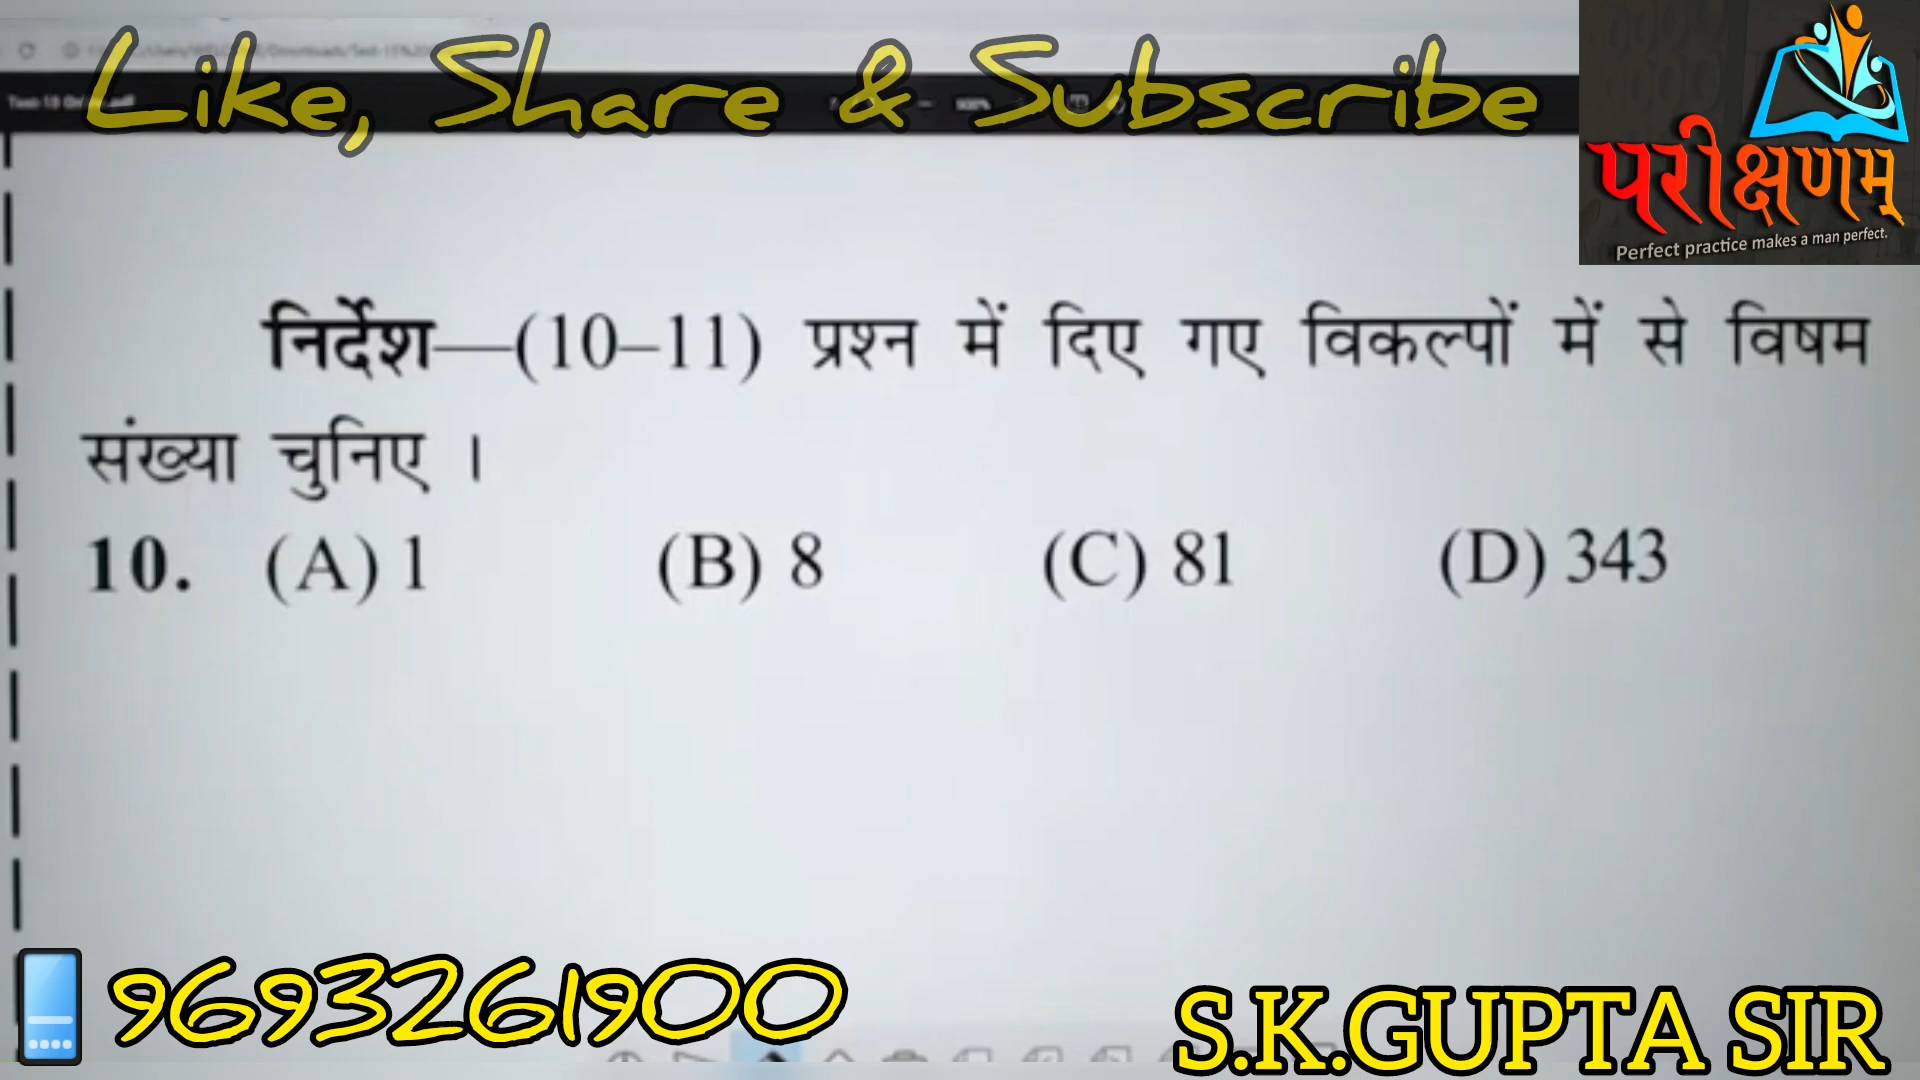 Like, Share & Subscribe
परीक्षणम्
Perfect practice makes a man perfect.
निर्देश—(10–11) प्रश्न में दिए गए विकल्पों में से विषम
संख्या चुनिए ।
10. (A) 1 (B) 8 (C) 81 (D) 343
9693261900
S.K.GUPTA SIR